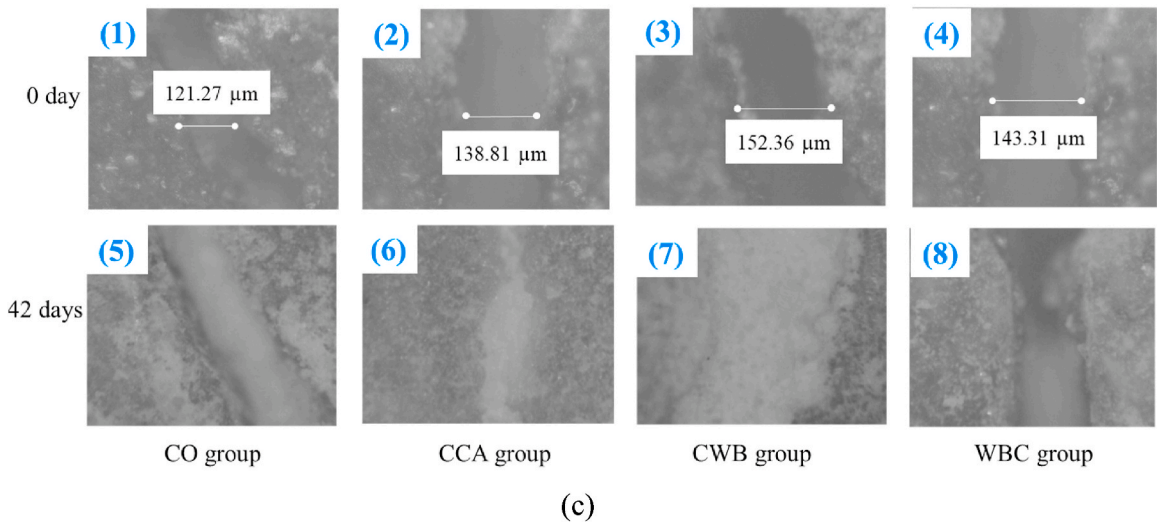 (1) (2) (3) (4)
0 day
121.27 µm
138.81 µm
152.36 µm
143.31 µm
(5) (6) (7) (8)
42 days
CO group CCA group CWB group WBC group
(c)